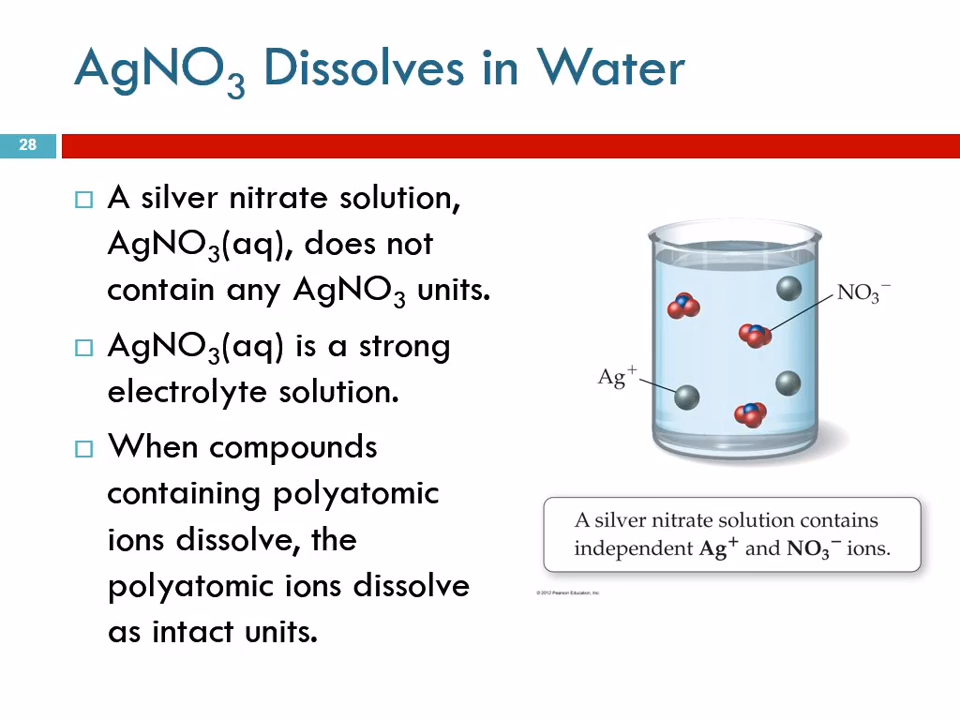 AgNO₃ Dissolves in Water
28
A silver nitrate solution,
AgNO₃(aq), does not
contain any AgNO₃ units.
AgNO₃(aq) is a strong
electrolyte solution.
When compounds
containing polyatomic
ions dissolve, the
polyatomic ions dissolve
as intact units.
NO₃⁻
Ag⁺
A silver nitrate solution contains
independent Ag⁺ and NO₃⁻ ions.
© 2012 Pearson Education, Inc.